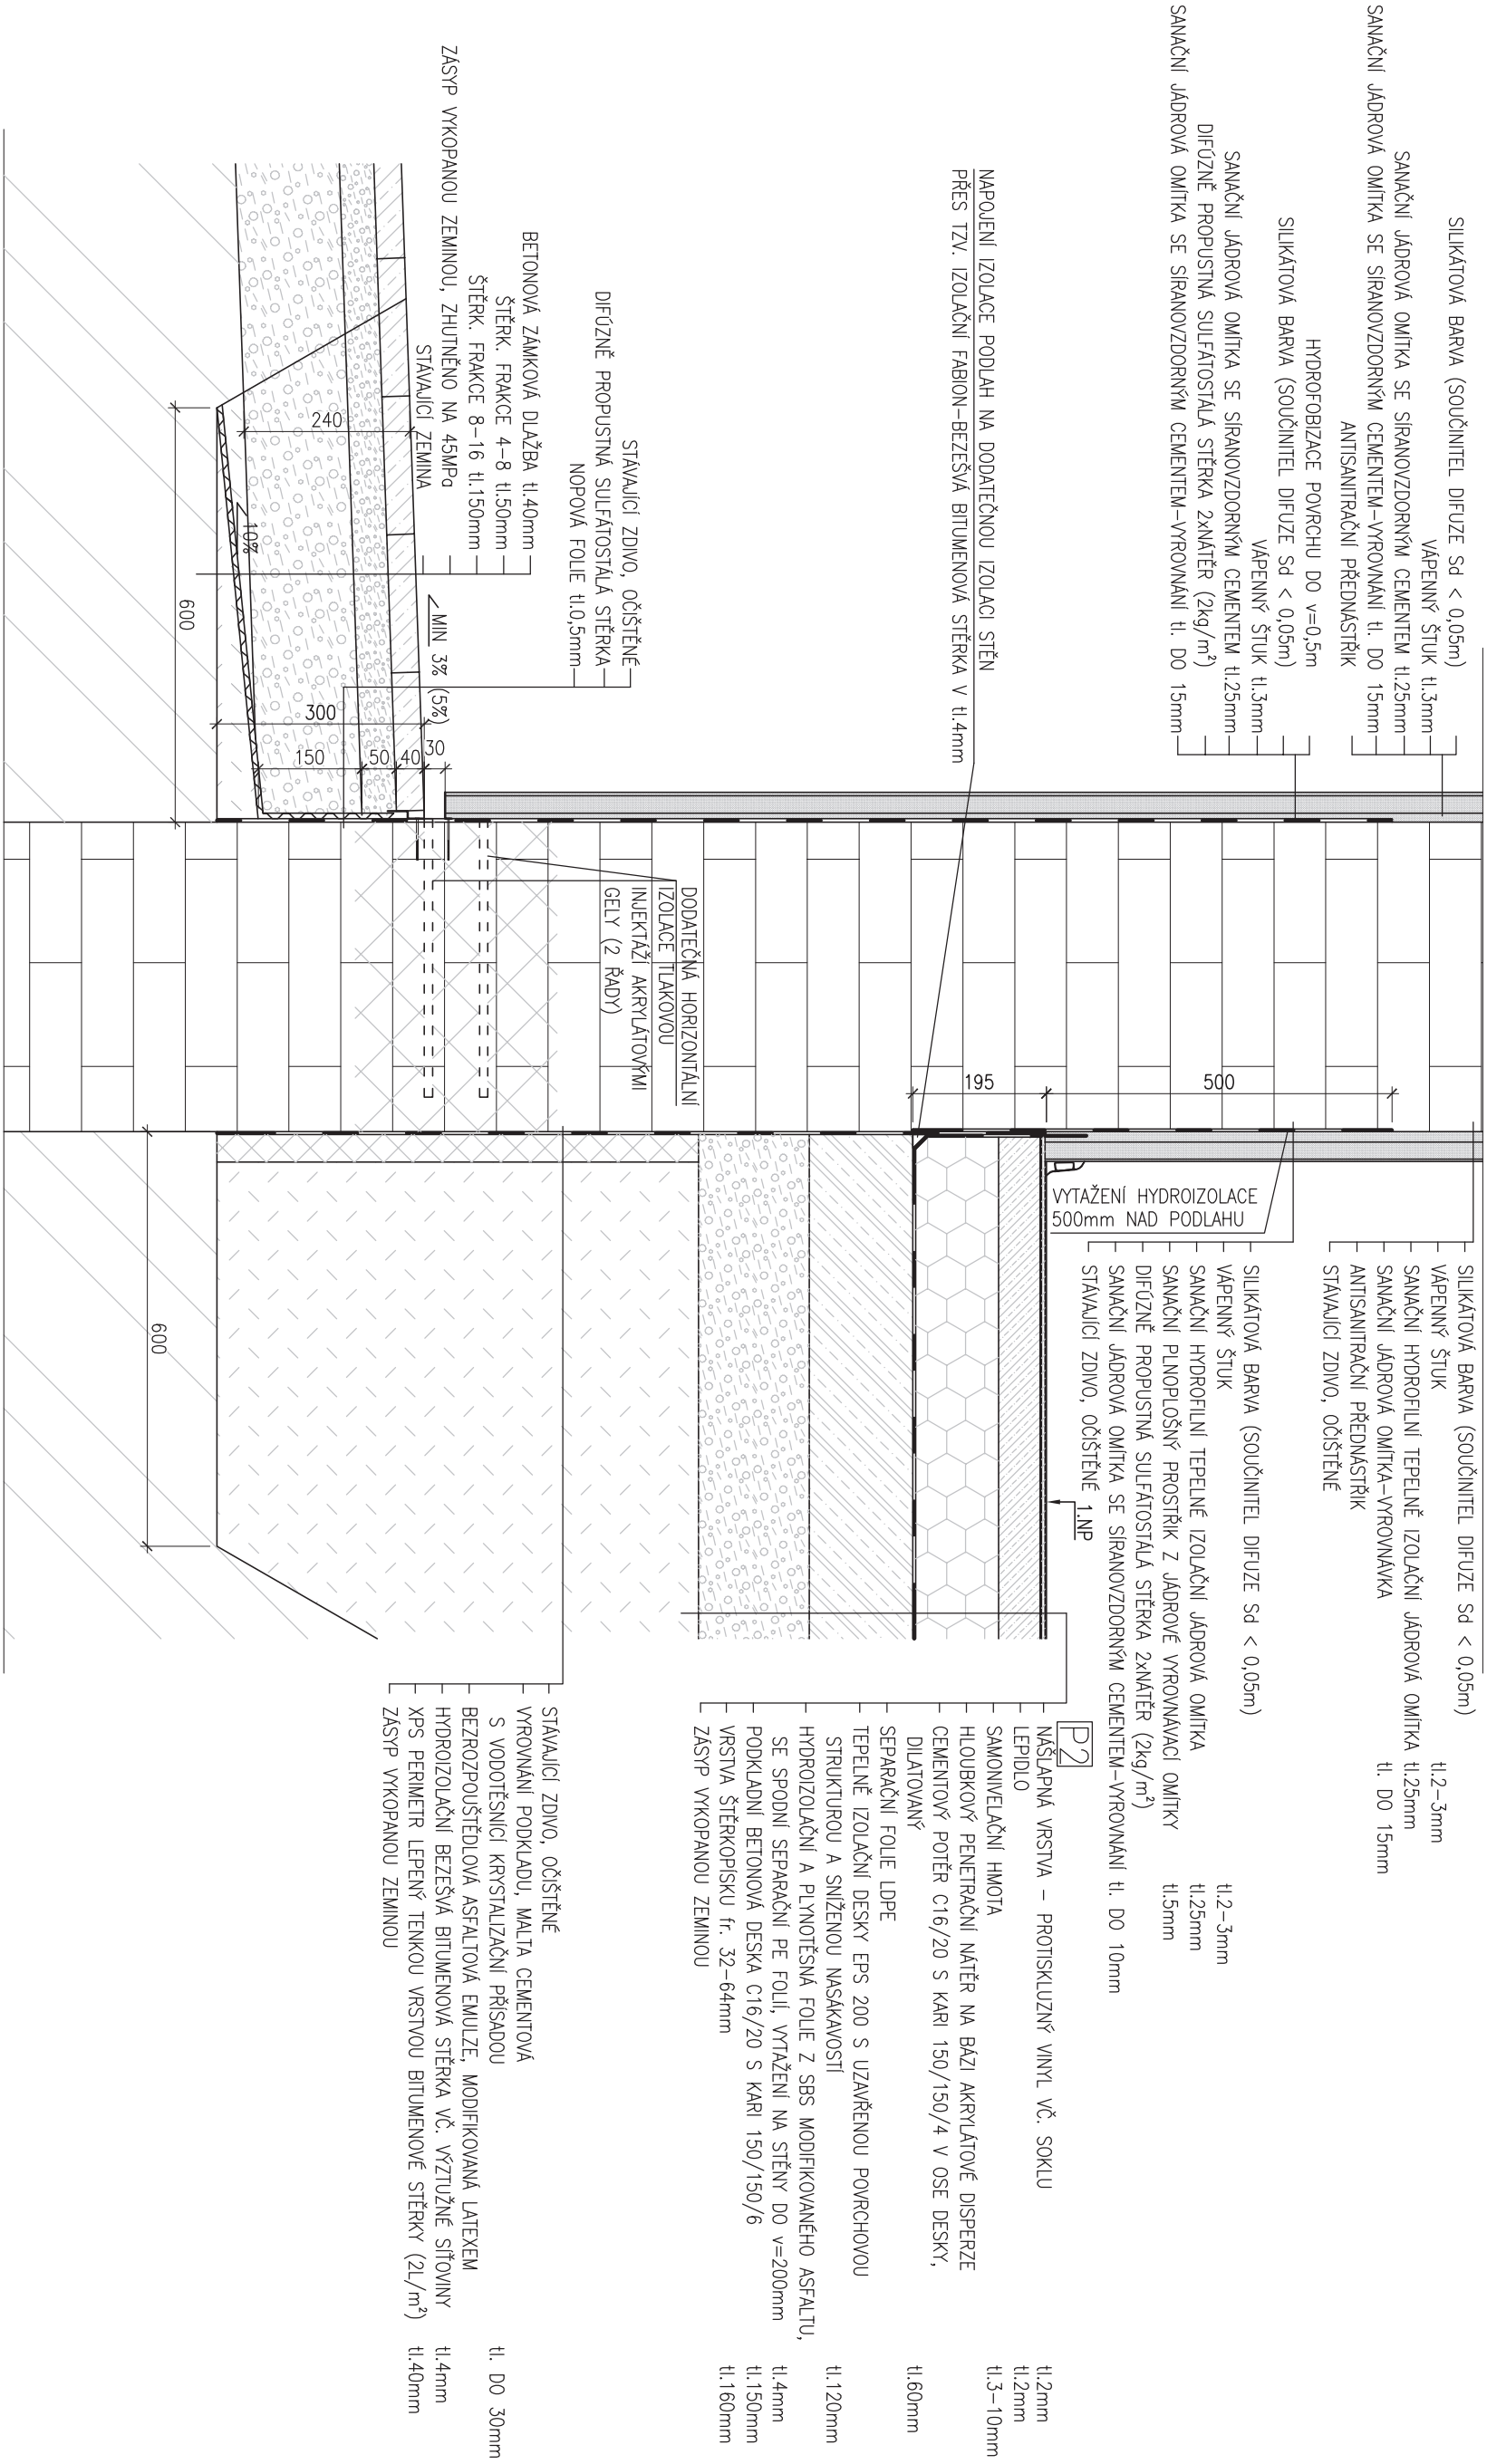 SILIKÁTOVÁ BARVA (SOUČINITEL DIFUZE Sd < 0,05m)
VÁPENNÝ ŠTUK tl.3mm
SANAČNÍ JÁDROVÁ OMÍTKA SE SÍRANOVZDORNÝM CEMENTEM tl.25mm
SANAČNÍ JÁDROVÁ OMÍTKA SE SÍRANOVZDORNÝM CEMENTEM-VYROVNÁNÍ tl. DO 15mm
ANTISANITRAČNÍ PŘEDNÁSTŘIK
HYDROFOBIZACE POVRCHU DO v=0,5m
SILIKÁTOVÁ BARVA (SOUČINITEL DIFUZE Sd < 0,05m)
VÁPENNÝ ŠTUK tl.3mm
SANAČNÍ JÁDROVÁ OMÍTKA SE SÍRANOVZDORNÝM CEMENTEM tl.25mm
DIFÚZNĚ PROPUSTNÁ SULFÁTOSTÁLÁ STĚRKA 2xNÁTĚR (2kg/m²)
SANAČNÍ JÁDROVÁ OMÍTKA SE SÍRANOVZDORNÝM CEMENTEM-VYROVNÁNÍ tl. DO 15mm
NAPOJENÍ IZOLACE PODLAH NA DODATEČNOU IZOLACI STĚN
PŘES TZV. IZOLAČNÍ FABION-BEZEŠVÁ BITUMENOVÁ STĚRKA V tl.4mm
STÁVAJÍCÍ ZDIVO, OČIŠTĚNÉ
DIFÚZNĚ PROPUSTNÁ SULFÁTOSTÁLÁ STĚRKA
NOPOVÁ FOLIE tl.0,5mm
BETONOVÁ ZÁMKOVÁ DLAŽBA tl.40mm
ŠTĚRK. FRAKCE 4-8 tl.50mm
ŠTĚRK. FRAKCE 8-16 tl.150mm
ZÁSYP VYKOPANOU ZEMINOU, ZHUTNĚNO NA 45MPa
STÁVAJÍCÍ ZEMINA
MIN 3% (5%)
30
40
50
150
300
240
10%
600
DODATEČNÁ HORIZONTÁLNÍ
IZOLACE TLAKOVOU
INJEKTÁŽÍ AKRYLÁTOVÝMI
GELY (2 ŘADY)
500
195
VYTAŽENÍ HYDROIZOLACE
500mm NAD PODLAHU
1.NP
600
SILIKÁTOVÁ BARVA (SOUČINITEL DIFUZE Sd < 0,05m)
VÁPENNÝ ŠTUK tl.2-3mm
SANAČNÍ HYDROFILNÍ TEPELNĚ IZOLAČNÍ JÁDROVÁ OMÍTKA tl.25mm
SANAČNÍ JÁDROVÁ OMÍTKA-VYROVNÁVKA tl. DO 15mm
ANTISANITRAČNÍ PŘEDNÁSTŘIK
STÁVAJÍCÍ ZDIVO, OČIŠTĚNÉ
SILIKÁTOVÁ BARVA (SOUČINITEL DIFUZE Sd < 0,05m)
VÁPENNÝ ŠTUK tl.2-3mm
SANAČNÍ HYDROFILNÍ TEPELNÉ IZOLAČNÍ JÁDROVÁ OMÍTKA tl.25mm
SANAČNÍ PLNOPLOŠNÝ PROSTŘIK Z JÁDROVÉ VYROVNÁVACÍ OMÍTKY tl.5mm
DIFÚZNĚ PROPUSTNÁ SULFÁTOSTÁLÁ STĚRKA 2xNÁTĚR (2kg/m²)
SANAČNÍ JÁDROVÁ OMÍTKA SE SÍRANOVZDORNÝM CEMENTEM-VYROVNÁNÍ tl. DO 10mm
STÁVAJÍCÍ ZDIVO, OČIŠTĚNÉ
P2
NÁŠLAPNÁ VRSTVA - PROTISKLUZNÝ VINYL VČ. SOKLU tl.2mm
LEPIDLO tl.2mm
SAMONIVELAČNÍ HMOTA tl.3-10mm
HLOUBKOVÝ PENETRAČNÍ NÁTĚR NA BÁZI AKRYLÁTOVÉ DISPERZE
CEMENTOVÝ POTĚR C16/20 S KARI 150/150/4 V OSE DESKY,
DILATOVANÝ tl.60mm
SEPARAČNÍ FOLIE LDPE
TEPELNĚ IZOLAČNÍ DESKY EPS 200 S UZAVŘENOU POVRCHOVOU
STRUKTUROU A SNÍŽENOU NASÁKAVOSTÍ tl.120mm
HYDROIZOLAČNÍ A PLYNOTĚSNÁ FOLIE Z SBS MODIFIKOVANÉHO ASFALTU,
SE SPODNÍ SEPARAČNÍ PE FOLIÍ, VYTAŽENÍ NA STĚNY DO v=200mm tl.4mm
PODKLADNÍ BETONOVÁ DESKA C16/20 S KARI 150/150/6 tl.150mm
VRSTVA ŠTĚRKOPÍSKU fr. 32-64mm tl.160mm
ZÁSYP VYKOPANOU ZEMINOU
STÁVAJÍCÍ ZDIVO, OČIŠTĚNÉ
VYROVNÁNÍ PODKLADU, MALTA CEMENTOVÁ
S VODOTĚSNÍCÍ KRYSTALIZAČNÍ PŘÍSADOU tl. DO 30mm
BEZROZPOUŠTĚDLOVÁ ASFALTOVÁ EMULZE, MODIFIKOVANÁ LATEXEM
HYDROIZOLAČNÍ BEZEŠVÁ BITUMENOVÁ STĚRKA VČ. VÝZTUŽNÉ SÍŤOVINY tl.4mm
XPS PERIMETR LEPENÝ TENKOU VRSTVOU BITUMENOVÉ STĚRKY (2L/m²) tl.40mm
ZÁSYP VYKOPANOU ZEMINOU